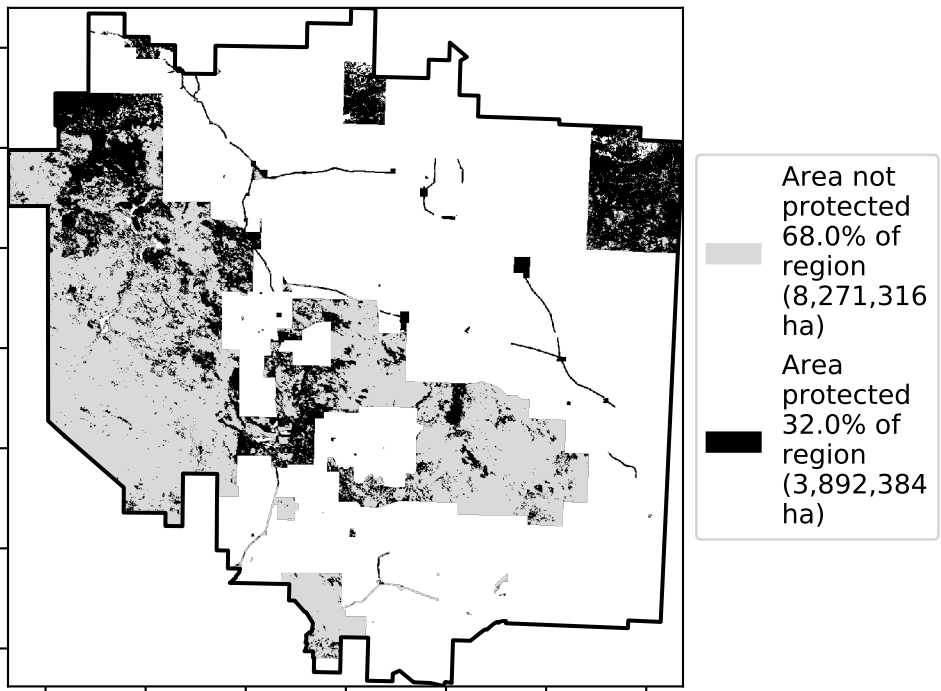 Area not
protected
68.0% of
region
(8,271,316
ha)
Area
protected
32.0% of
region
(3,892,384
ha)